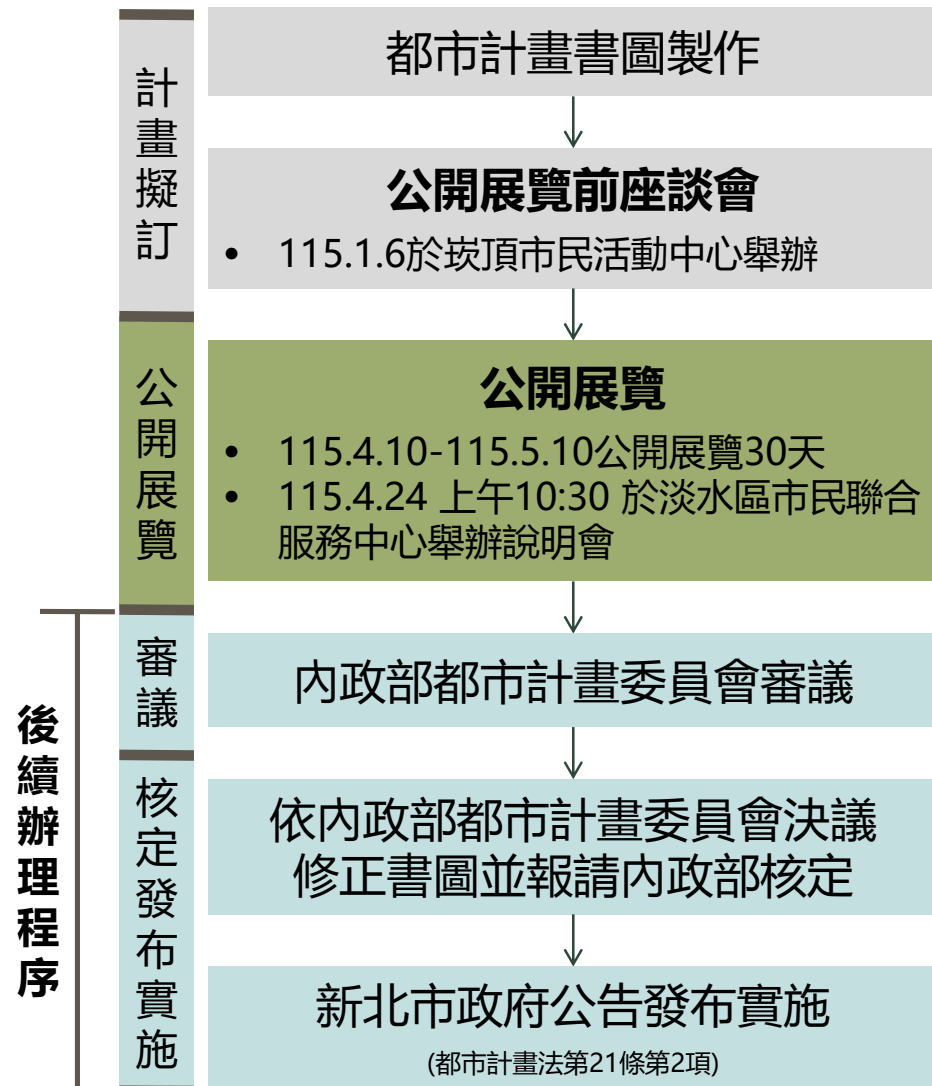 計畫擬訂
都市計畫書圖製作
公開展覽前座談會
• 115.1.6於崁頂市民活動中心舉辦
公開展覽
公開展覽
• 115.4.10-115.5.10公開展覽30天
• 115.4.24 上午10:30 於淡水區市民聯合
服務中心舉辦說明會
後續辦理程序
審議
內政部都市計畫委員會審議
核定發布實施
依內政部都市計畫委員會決議
修正書圖並報請內政部核定
新北市政府公告發布實施
(都市計畫法第21條第2項)